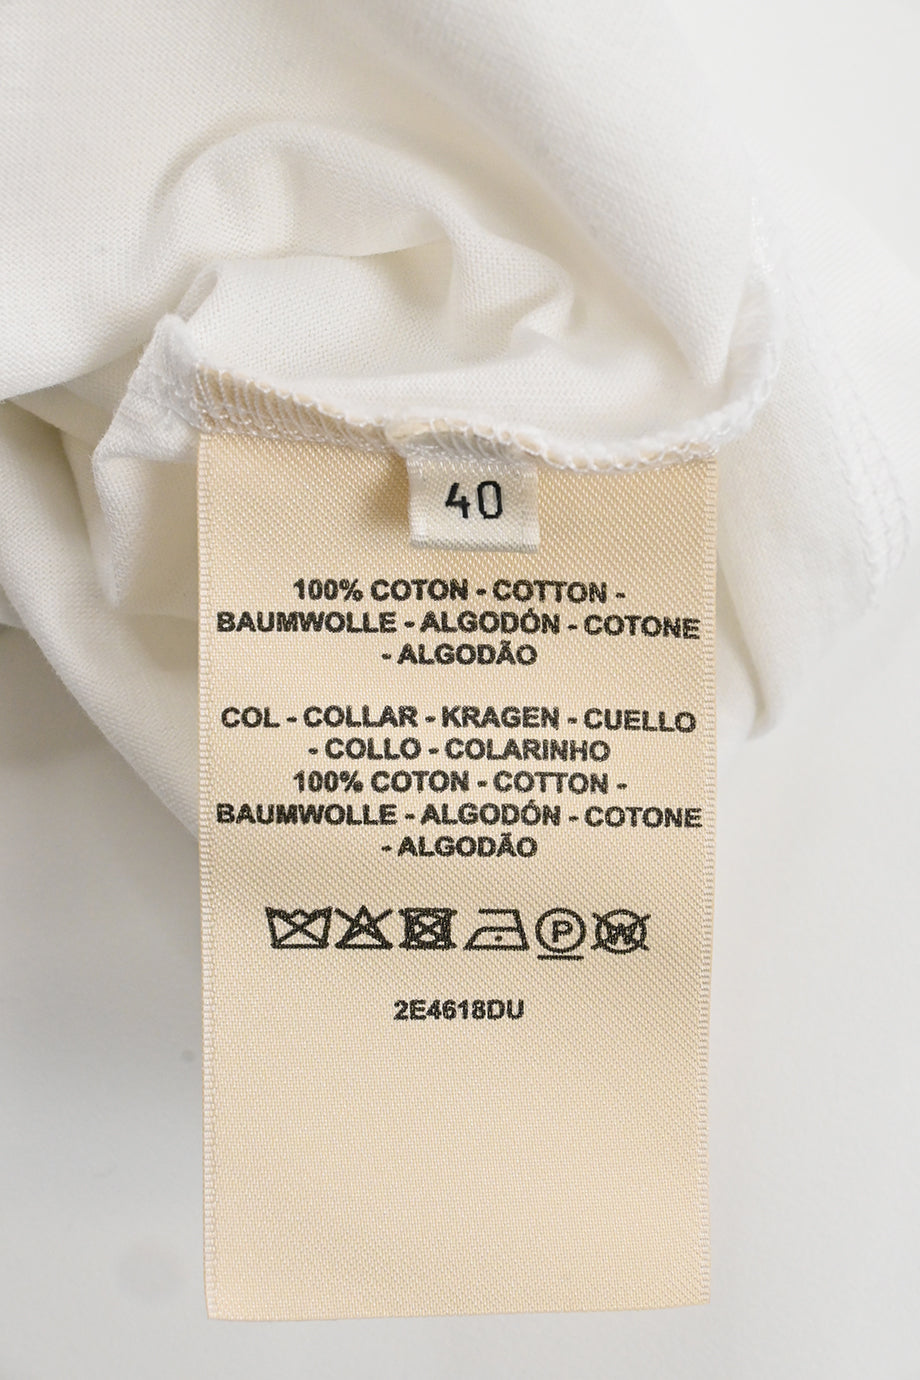 40
100% COTON - COTTON -
BAUMWOLLE - ALGODÓN - COTONE
- ALGODÃO
COL - COLLAR - KRAGEN - CUELLO
- COLLO - COLARINHO
100% COTON - COTTON -
BAUMWOLLE - ALGODÓN - COTONE
- ALGODÃO
P W
2E4618DU